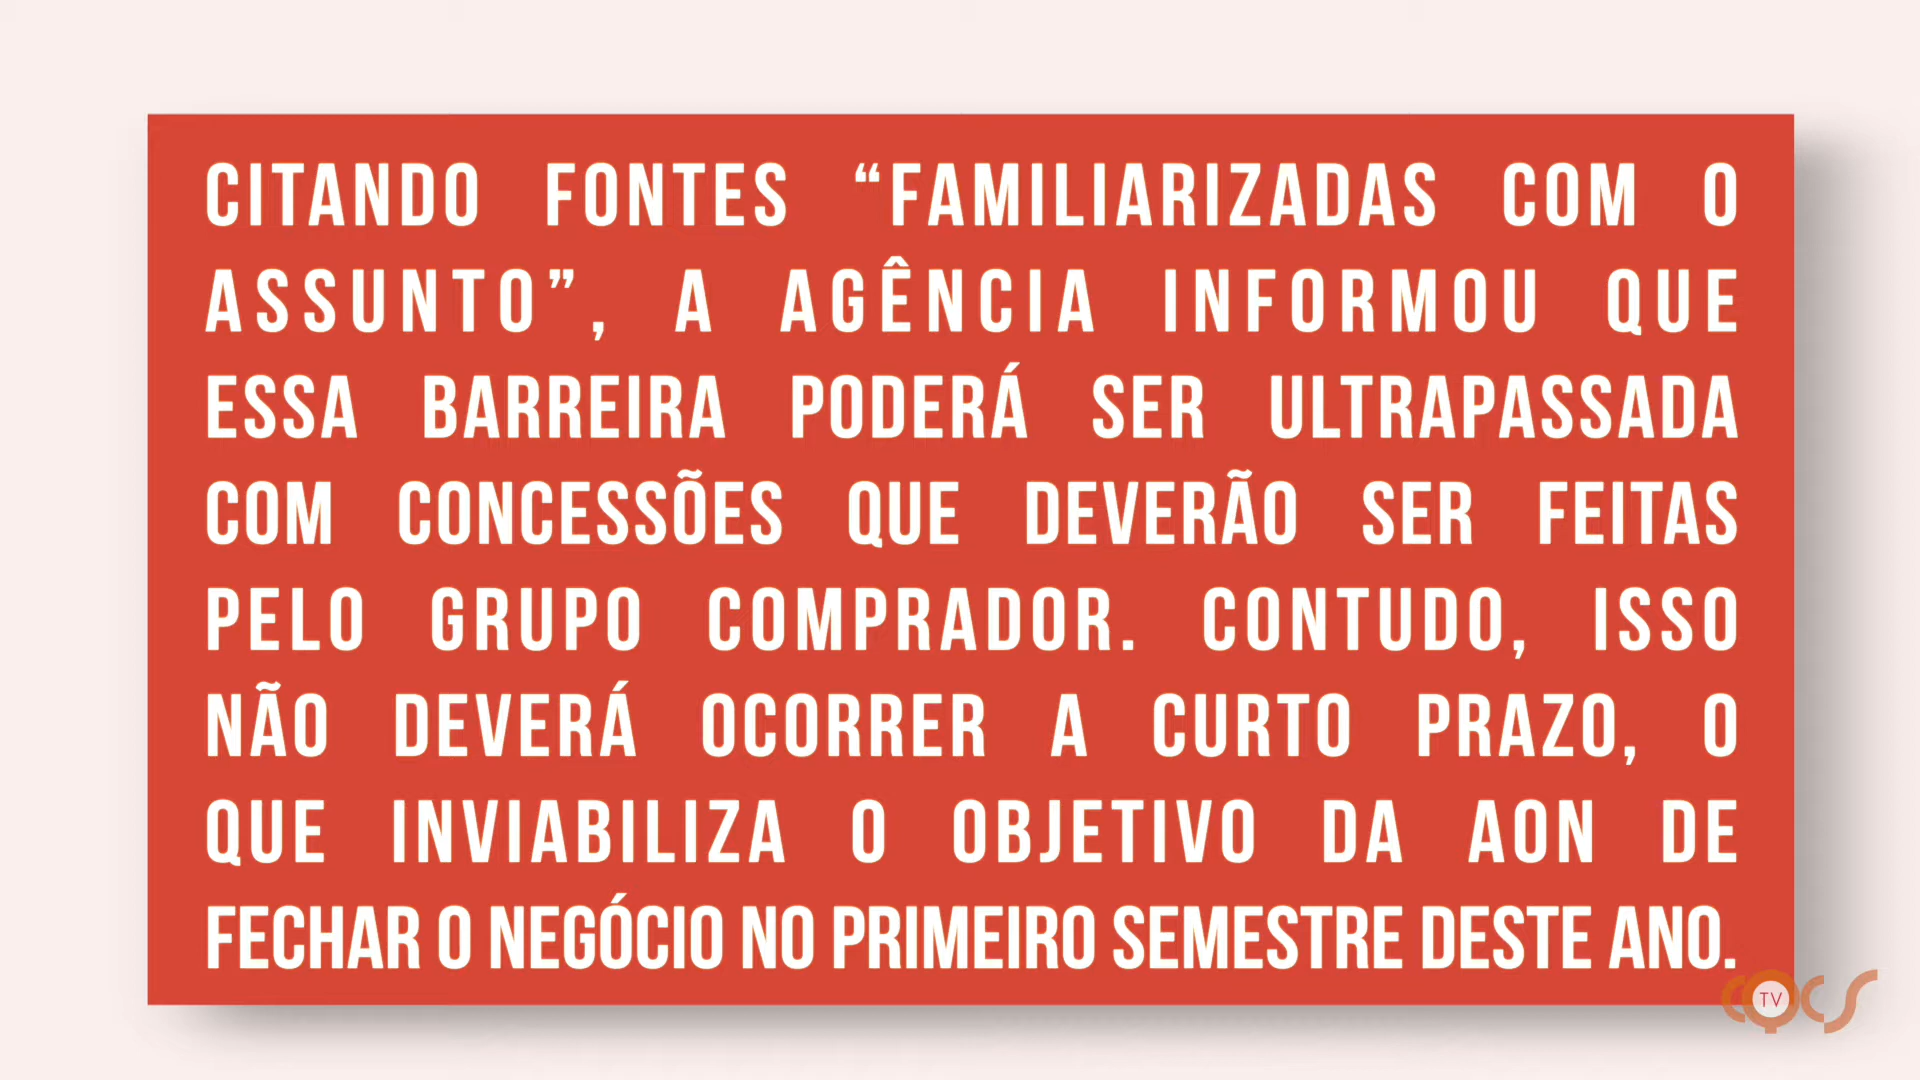 CITANDO FONTES “FAMILIARIZADAS COM O
ASSUNTO”, A AGÊNCIA INFORMOU QUE
ESSA BARREIRA PODERÁ SER ULTRAPASSADA
COM CONCESSÕES QUE DEVERÃO SER FEITAS
PELO GRUPO COMPRADOR. CONTUDO, ISSO
NÃO DEVERÁ OCORRER A CURTO PRAZO, O
QUE INVIABILIZA O OBJETIVO DA AON DE
FECHAR O NEGÓCIO NO PRIMEIRO SEMESTRE DESTE ANO.
CQCS
TV